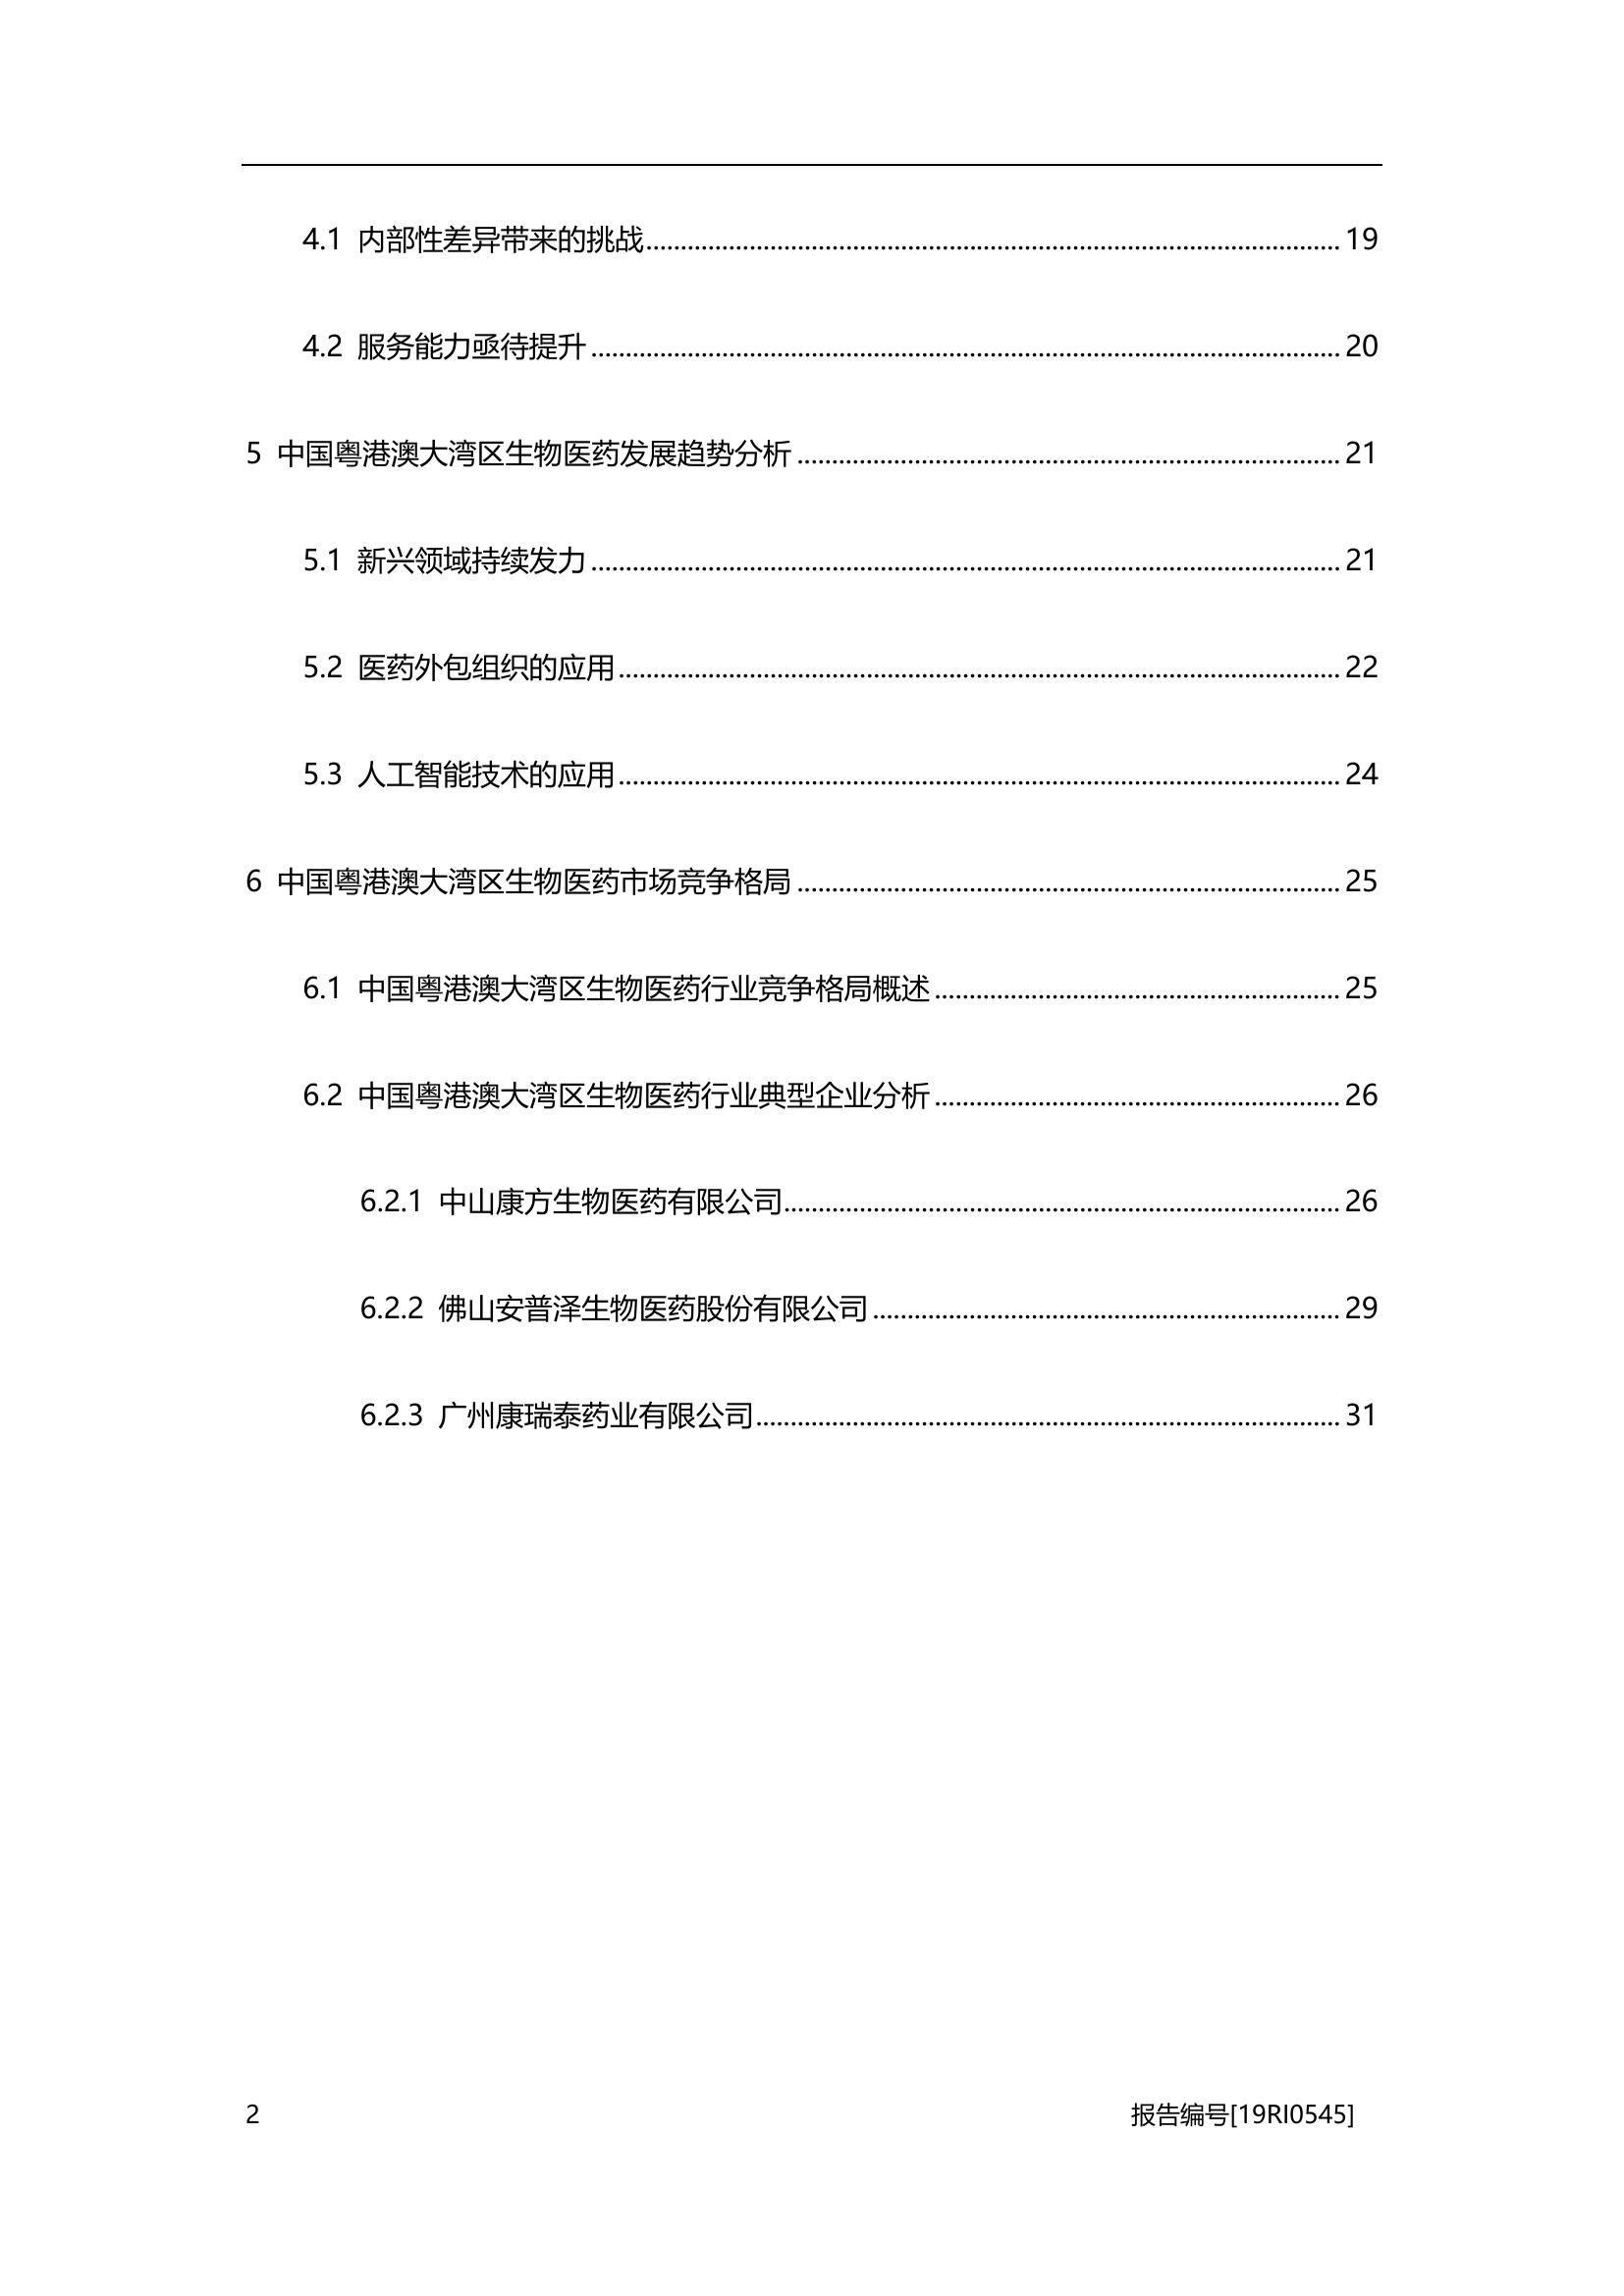 4.1 内部性差异带来的挑战........................................ 19
4.2 服务能力亟待提升........................................ 20
5 中国粤港澳大湾区生物医药发展趋势分析........................................ 21
5.1 新兴领域持续发力........................................ 21
5.2 医药外包组织的应用........................................ 22
5.3 人工智能技术的应用........................................ 24
6 中国粤港澳大湾区生物医药市场竞争格局........................................ 25
6.1 中国粤港澳大湾区生物医药行业竞争格局概述........................................ 25
6.2 中国粤港澳大湾区生物医药行业典型企业分析........................................ 26
6.2.1 中山康方生物医药有限公司........................................ 26
6.2.2 佛山安普泽生物医药股份有限公司........................................ 29
6.2.3 广州康瑞泰药业有限公司........................................ 31
2 报告编号[19RI0545]